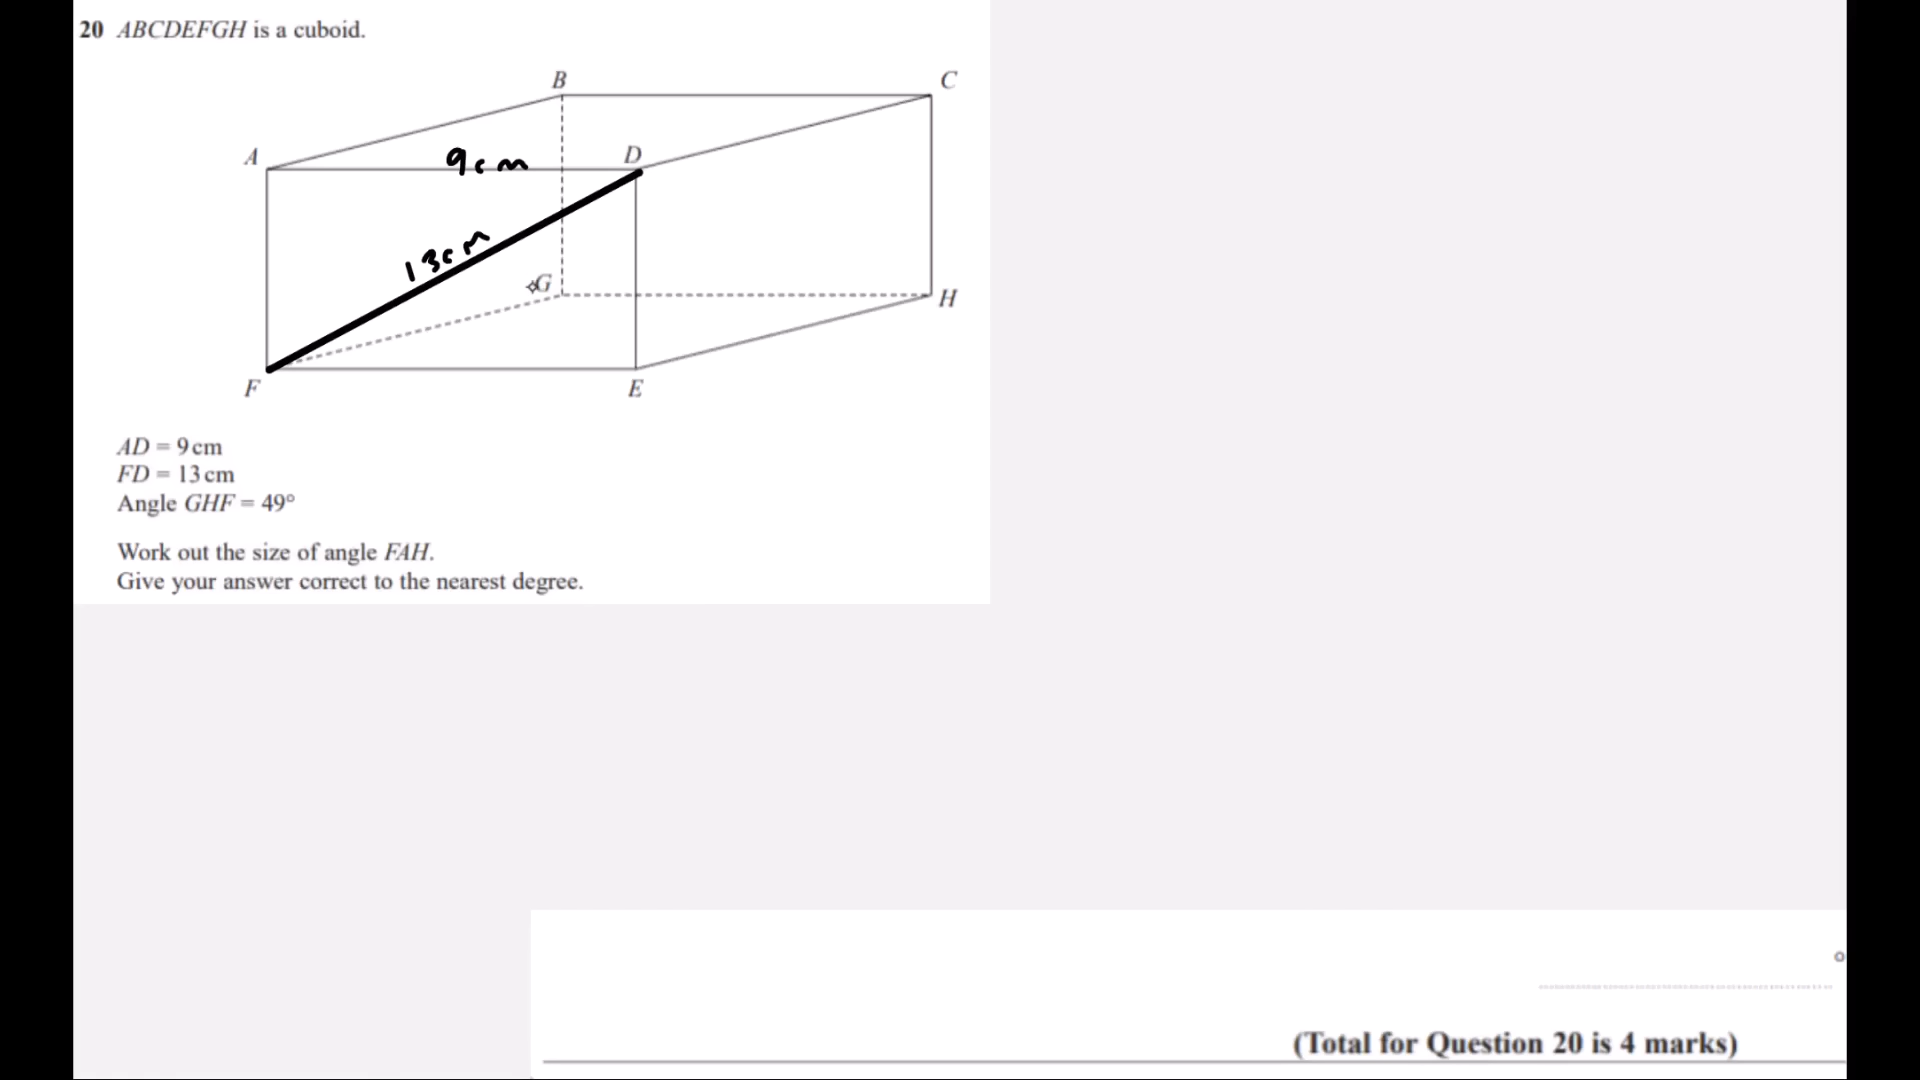 20 ABCDEFGH is a cuboid.
B
C
A
9cm
D
13cm
G
H
F
E
AD = 9 cm
FD = 13 cm
Angle GHF = 49°
Work out the size of angle FAH.
Give your answer correct to the nearest degree.
°
(Total for Question 20 is 4 marks)